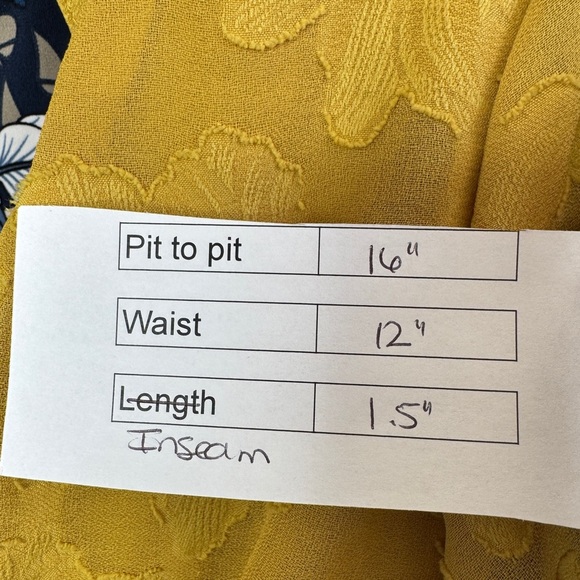 Pit to pit 16"
Waist 12"
Length 1.5"
Inseam